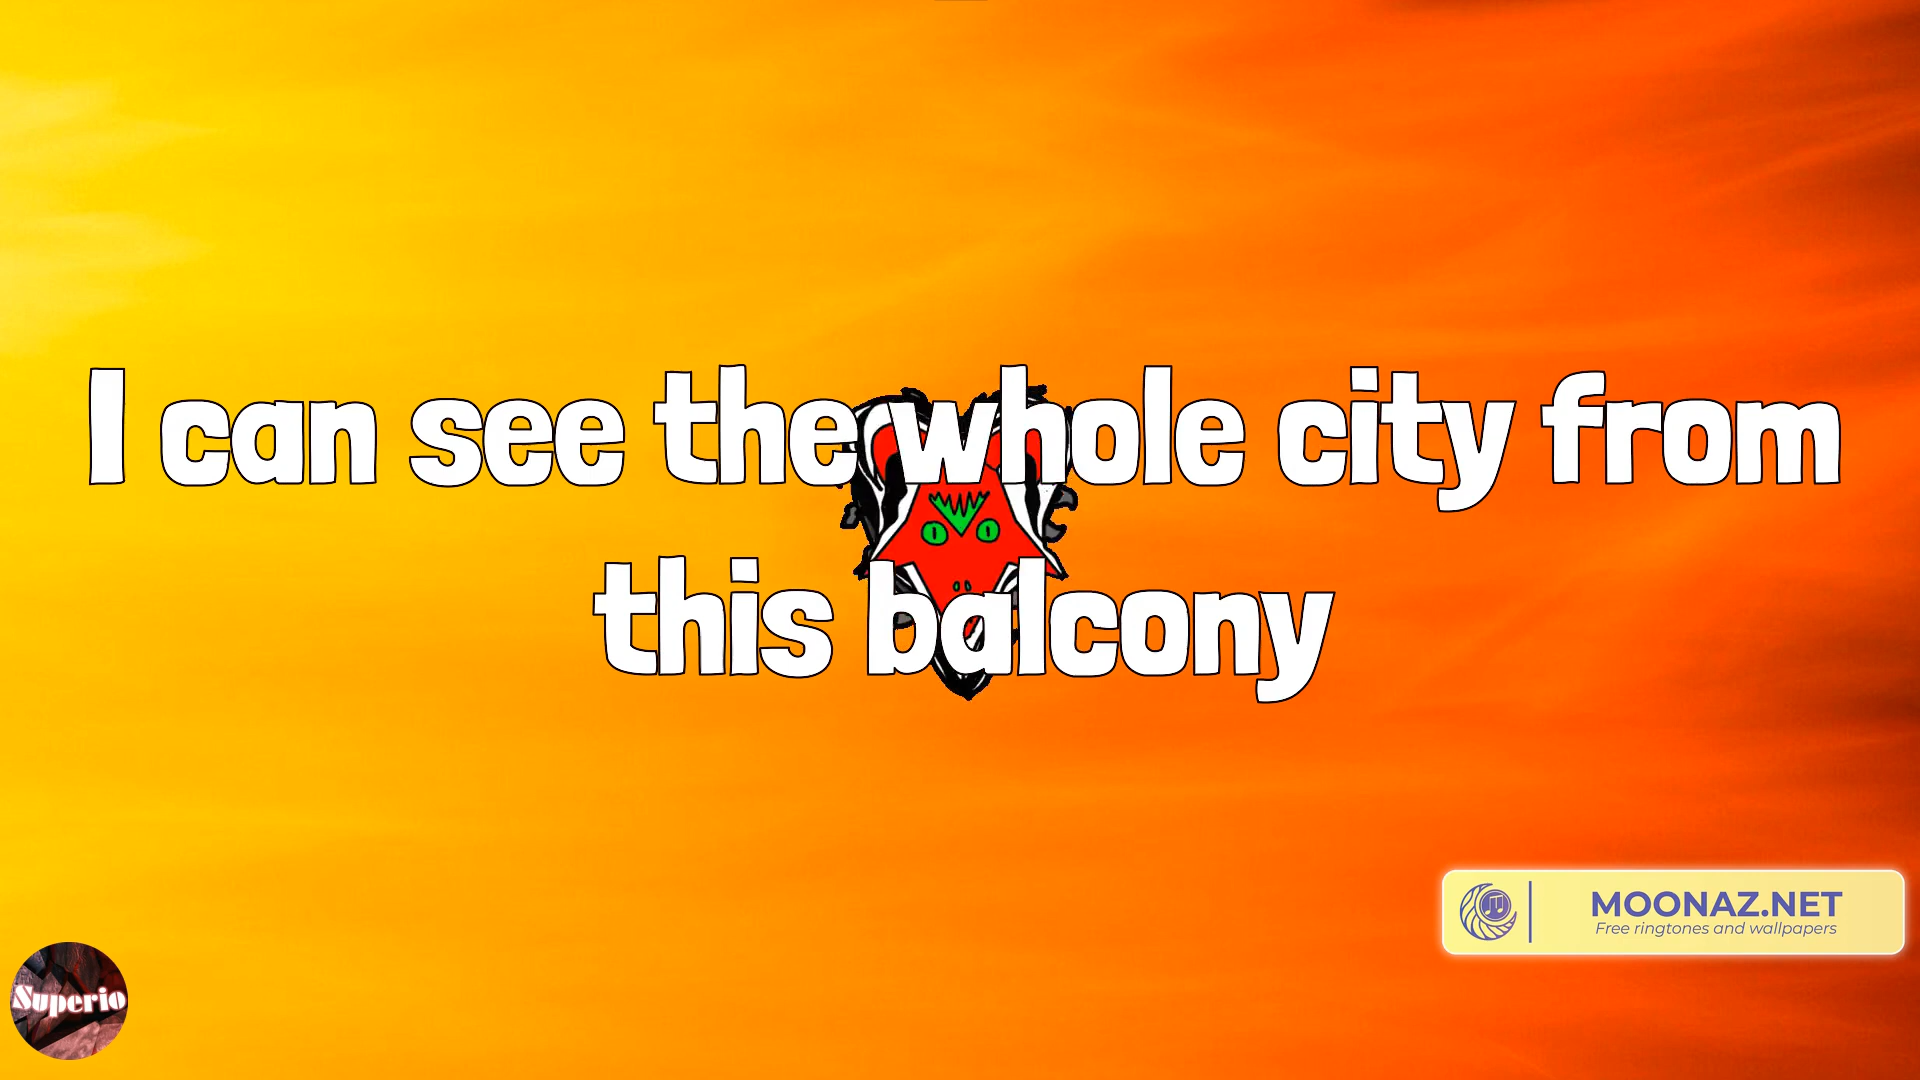 I can see the whole city from
this balcony
MOONAZ.NET
Free ringtones and wallpapers
Superio